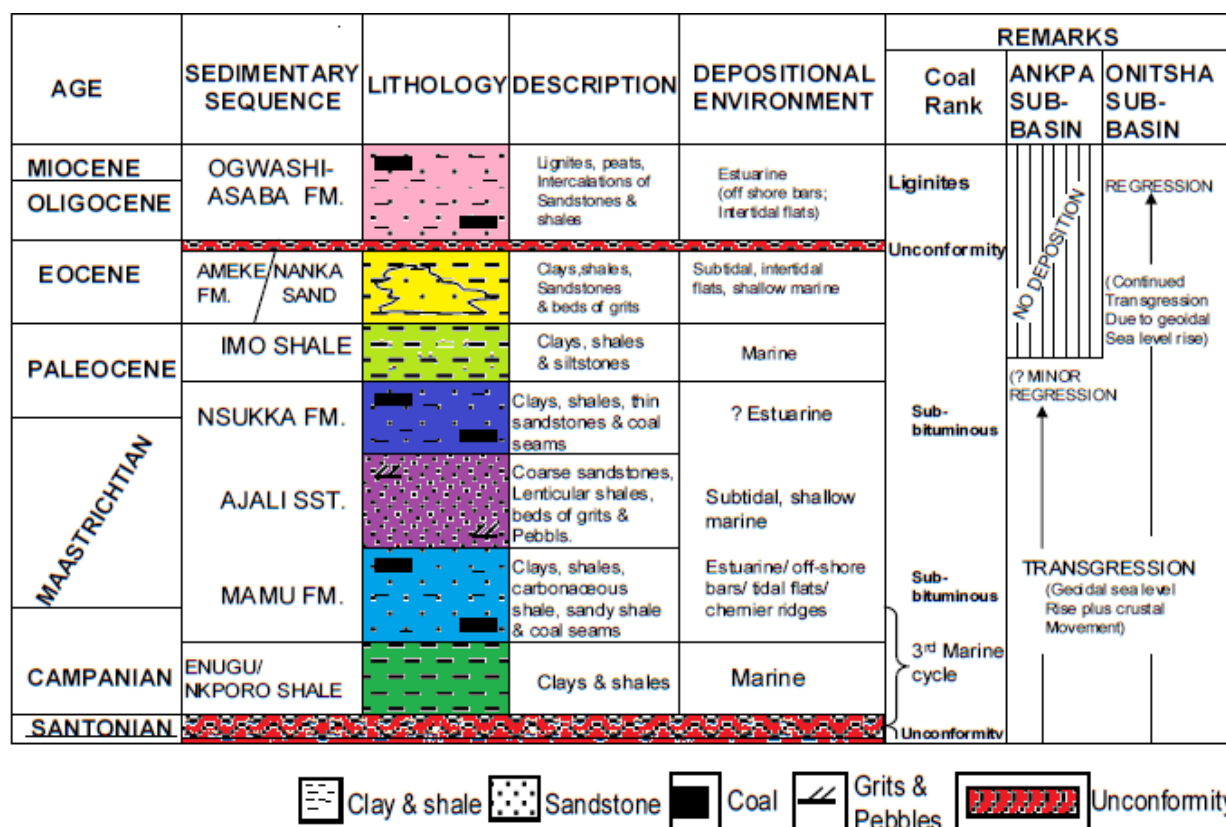 REMARKS
AGE
SEDIMENTARY
SEQUENCE
LITHOLOGY
DESCRIPTION
DEPOSITIONAL
ENVIRONMENT
Coal
Rank
ANKPA
SUB-
BASIN
ONITSHA
SUB-
BASIN
MIOCENE
OLIGOCENE
OGWASHI-
ASABA FM.
Lignites, peats,
Intercalations of
Sandstones &
shales
Estuarine
(off shore bars;
Intertidal flats)
Liginites
NO DEPOSITION
REGRESSION
Unconformity
EOCENE
AMEKE/NANKA
FM. SAND
Clays,shales,
Sandstones
& beds of grits
Subtidal, intertidal
flats, shallow marine
(Continued
Transgression
Due to geoidal
Sea level rise)
PALEOCENE
IMO SHALE
Clays, shales
& siltstones
Marine
(? MINOR
REGRESSION
NSUKKA FM.
Clays, shales, thin
sandstones & coal
seams
? Estuarine
Sub-
bituminous
MAASTRICHTIAN
AJALI SST.
Coarse sandstones,
Lenticular shales,
beds of grits &
Pebbls.
Subtidal, shallow
marine
MAMU FM.
Clays, shales,
carbonaceous
shale, sandy shale
& coal seams
Estuarine/ off-shore
bars/ tidal flats/
chernier ridges
Sub-
bituminous
TRANSGRESSION
(Geoidal sea level
Rise plus crustal
Movement)
3rd Marine
cycle
CAMPANIAN
ENUGU/
NKPORO SHALE
Clays & shales
Marine
SANTONIAN
Unconformity
Clay & shale
Sandstone
Coal
Grits &
Pebbles
Unconformity